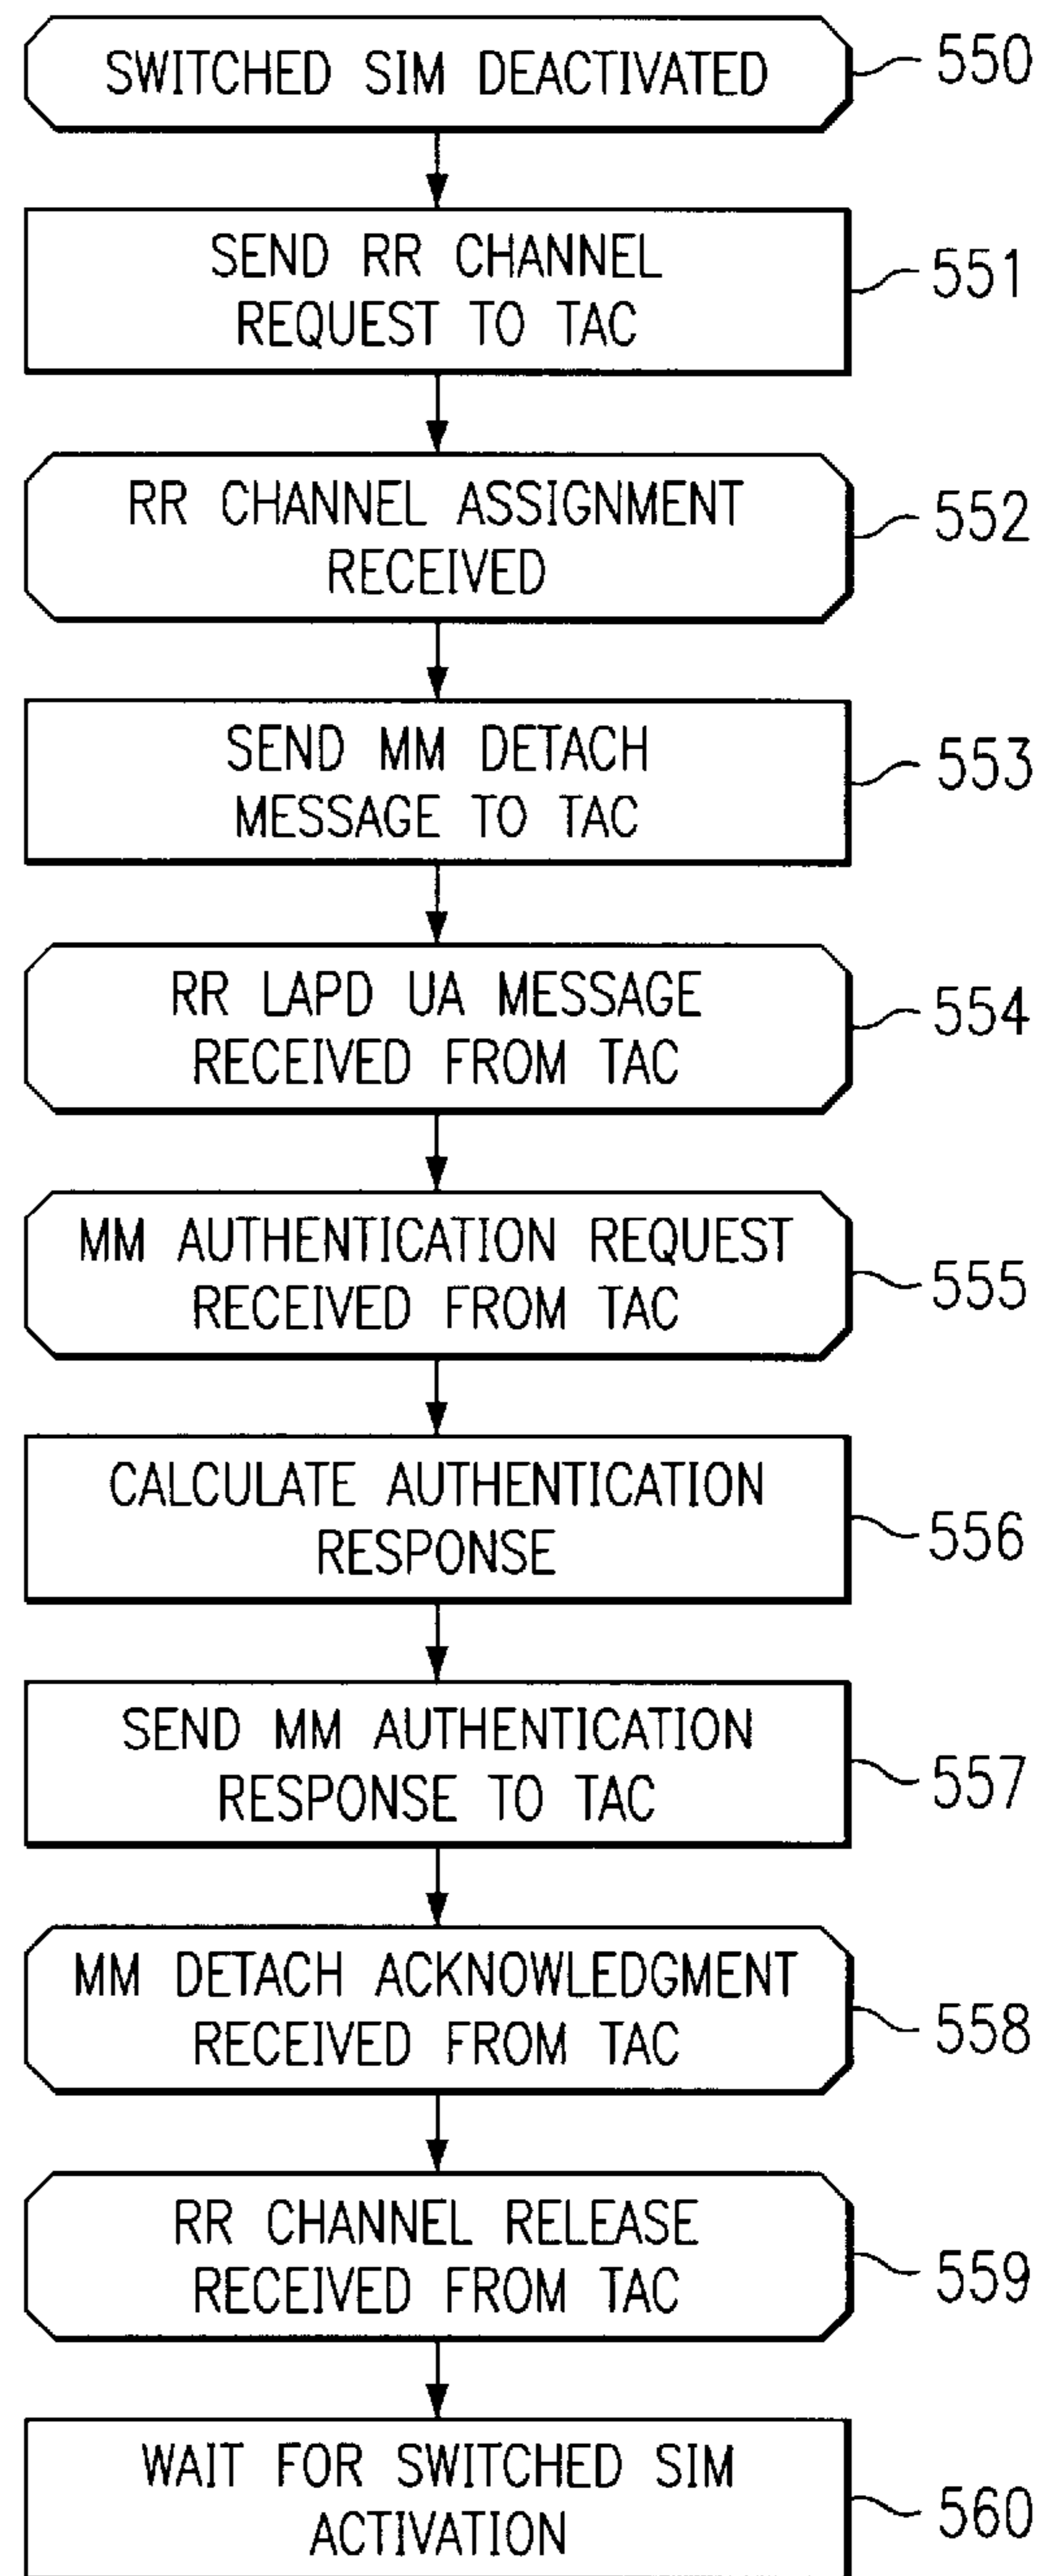 SWITCHED SIM DEACTIVATED
550
SEND RR CHANNEL
REQUEST TO TAC
551
RR CHANNEL ASSIGNMENT
RECEIVED
552
SEND MM DETACH
MESSAGE TO TAC
553
RR LAPD UA MESSAGE
RECEIVED FROM TAC
554
MM AUTHENTICATION REQUEST
RECEIVED FROM TAC
555
CALCULATE AUTHENTICATION
RESPONSE
556
SEND MM AUTHENTICATION
RESPONSE TO TAC
557
MM DETACH ACKNOWLEDGMENT
RECEIVED FROM TAC
558
RR CHANNEL RELEASE
RECEIVED FROM TAC
559
WAIT FOR SWITCHED SIM
ACTIVATION
560